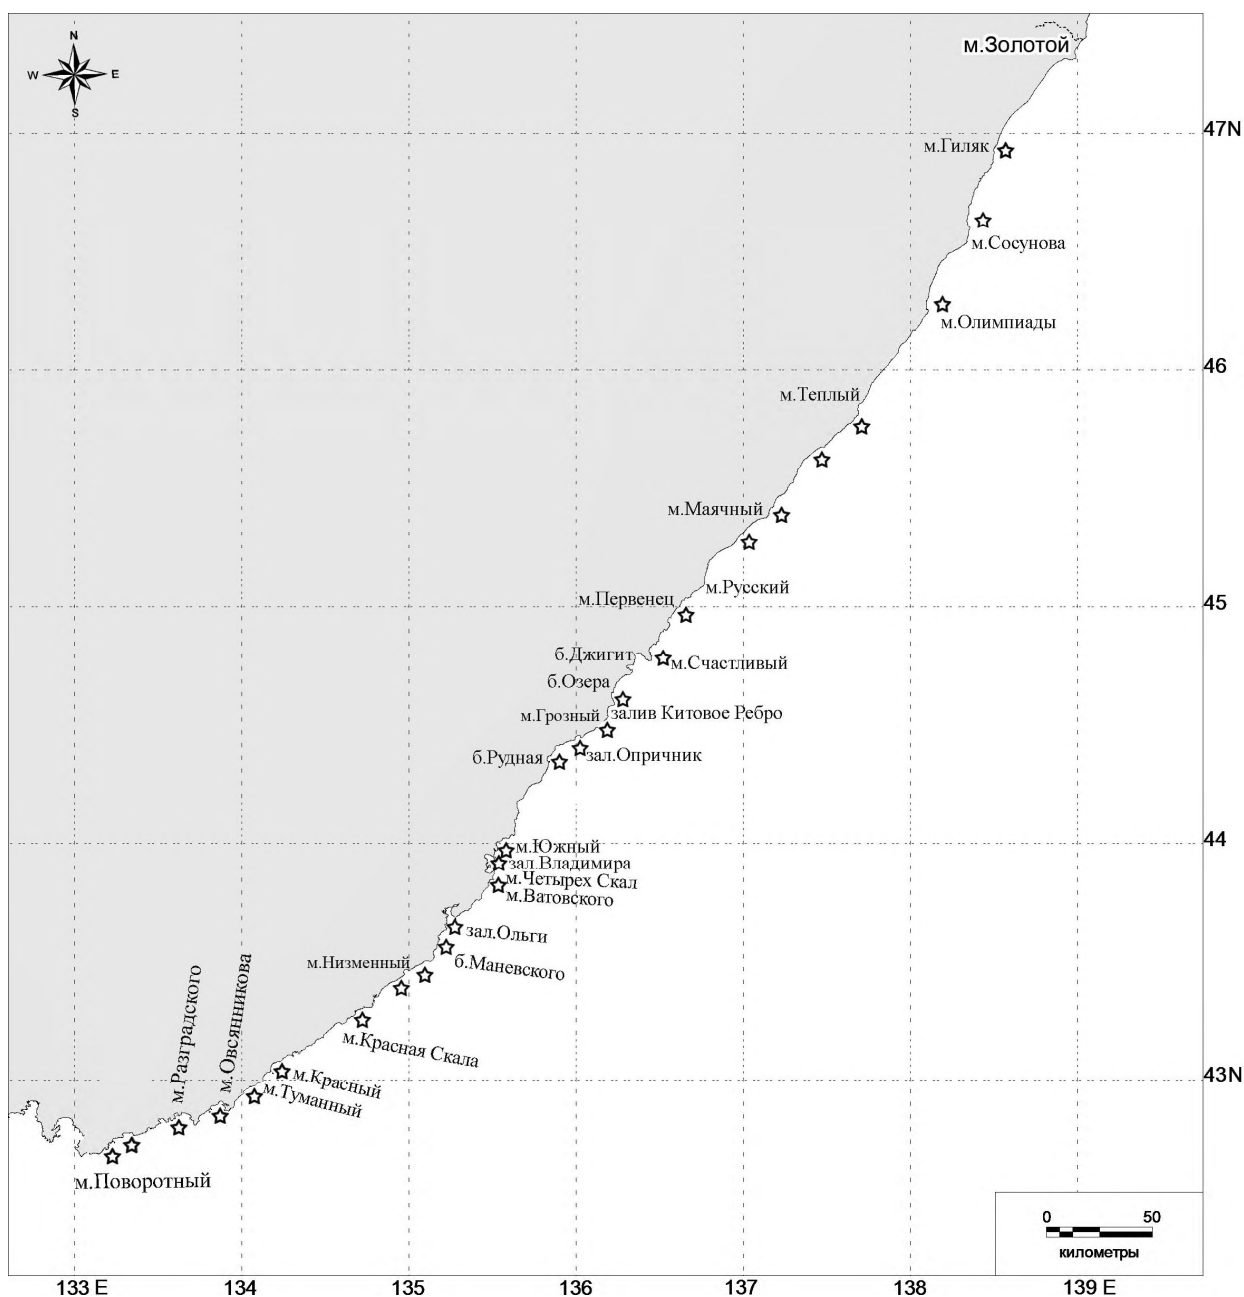 N
W
E
S
м.Золотой
47N
м.Гиляк
м.Сосунова
м.Олимпиады
46
м.Теплый
м.Маячный
м.Русский
м.Первенец
45
б.Джигит
м.Счастливый
б.Озера
м.Грозный
залив Китовое Ребро
б.Рудная
зал.Опричник
44
м.Южный
зал.Владимира
м.Четырех Скал
м.Ватовского
зал.Ольги
б.Маневского
м.Низменный
м.Разградского
м.Овсянникова
м.Красная Скала
43N
м.Красный
м.Туманный
м.Поворотный
0
50
километры
133 E
134
135
136
137
138
139 E